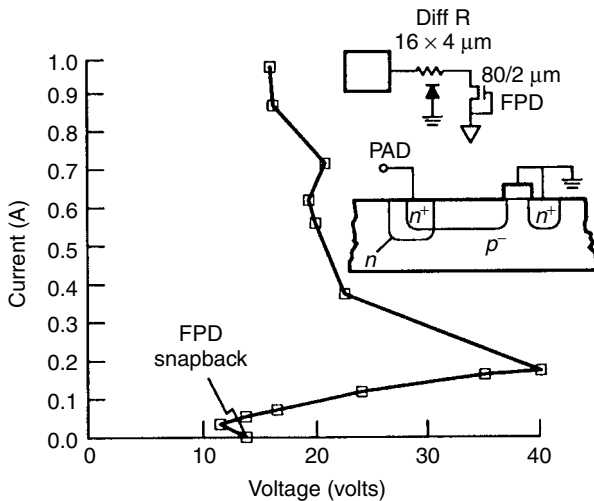 Diff R
16 × 4 μm
80/2 μm
FPD
PAD
n+
n+
n
p−
FPD
snapback
1.0
0.9
0.8
0.7
0.6
0.5
0.4
0.3
0.2
0.1
0.0
0
10
20
30
40
Current (A)
Voltage (volts)